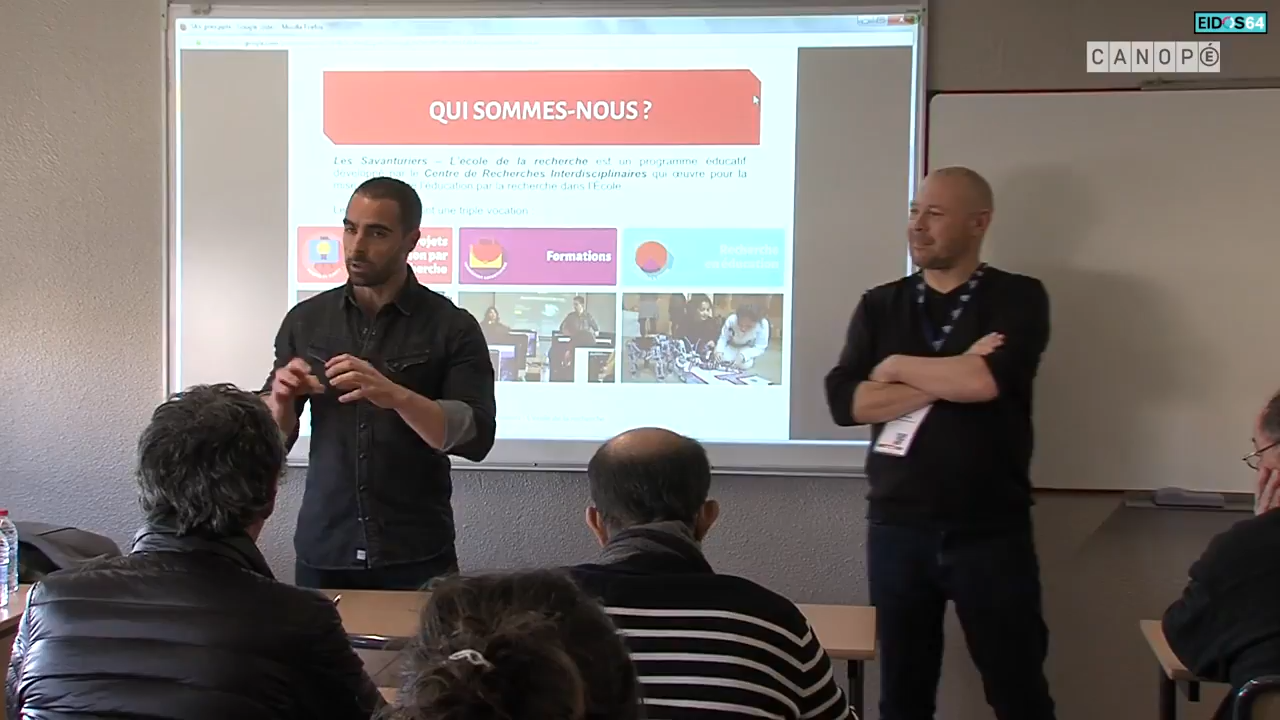 EIDOS64
CANOPÉ
QUI SOMMES-NOUS ?
Les Savanturiers – L'école de la recherche est un programme éducatif
développé par le Centre de Recherches Interdisciplinaires qui œuvre pour la
l'éducation par la recherche dans l'École.
ont une triple vocation
Formations
Recherche
en Éducation